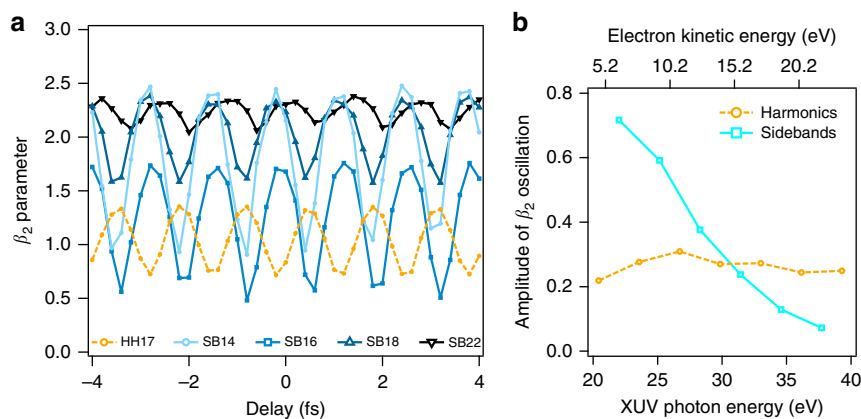 a
3.0
2.5
2.0
1.5
1.0
0.5
0.0
β2 parameter
HH17 SB14 SB16 SB18 SB22
−4 −2 0 2 4
Delay (fs)
b
Electron kinetic energy (eV)
5.2 10.2 15.2 20.2
0.8
0.6
0.4
0.2
0.0
Amplitude of β2 oscillation
Harmonics
Sidebands
20 25 30 35 40
XUV photon energy (eV)